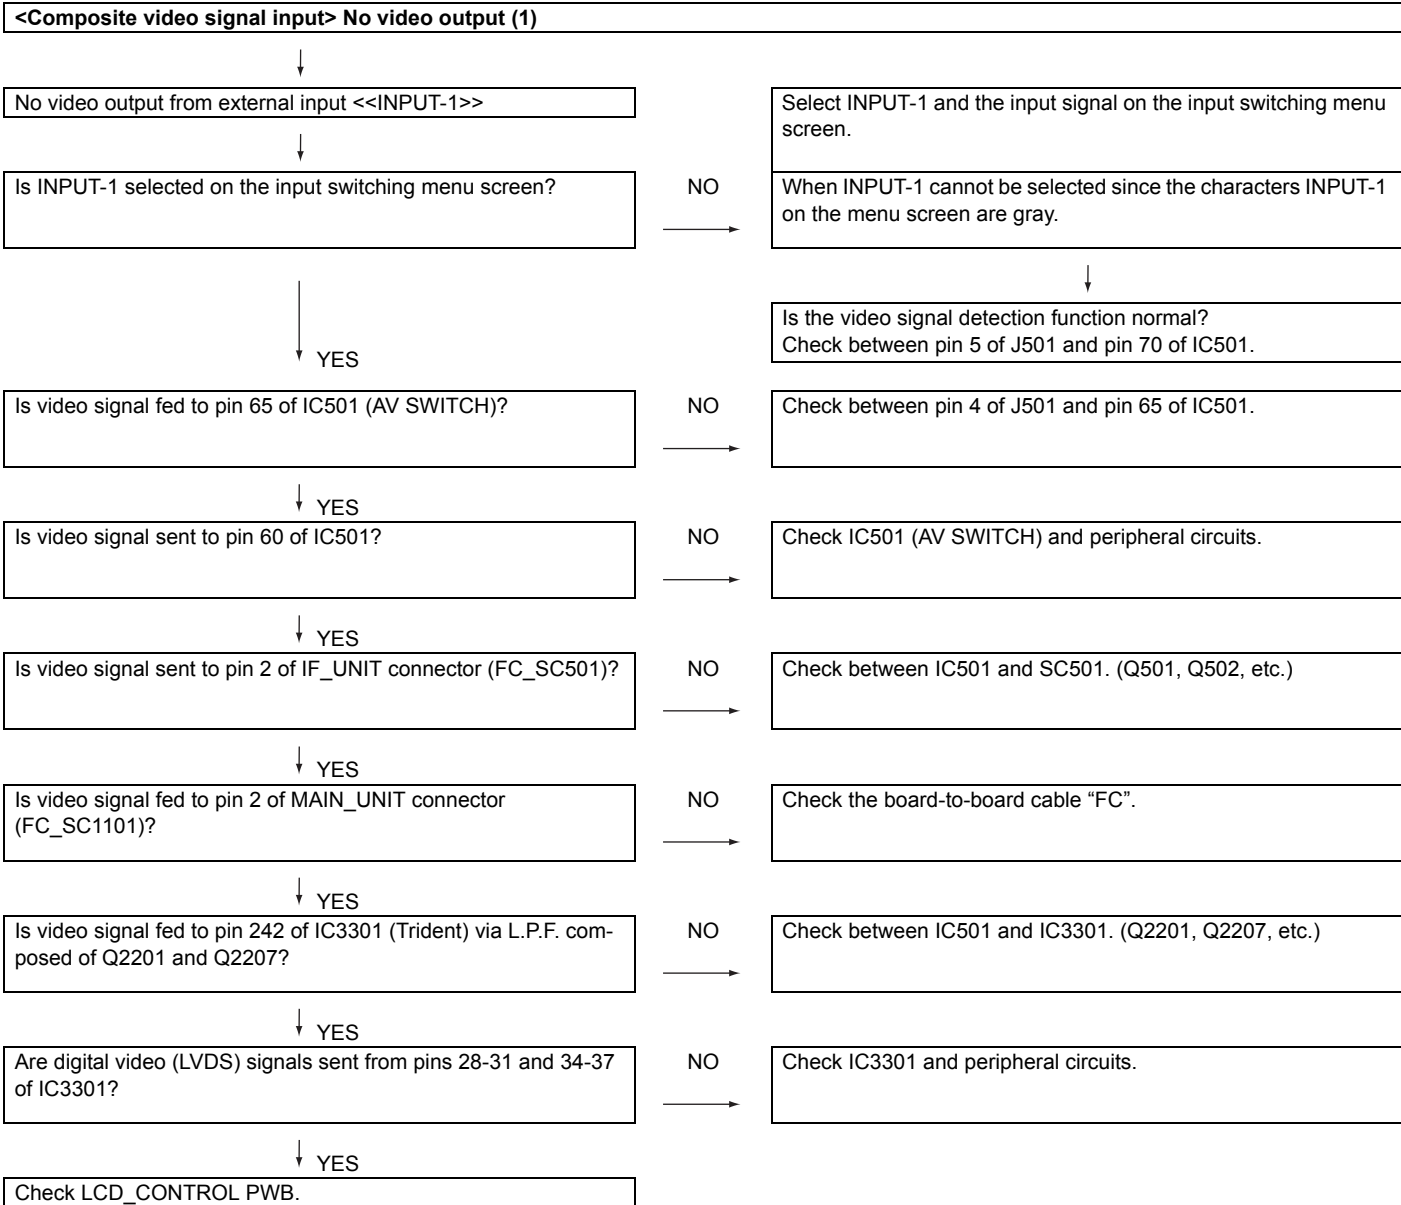 <Composite video signal input> No video output (1)
No video output from external input <<INPUT-1>>
Select INPUT-1 and the input signal on the input switching menu
screen.
Is INPUT-1 selected on the input switching menu screen?
NO
When INPUT-1 cannot be selected since the characters INPUT-1
on the menu screen are gray.
Is the video signal detection function normal?
Check between pin 5 of J501 and pin 70 of IC501.
YES
Is video signal fed to pin 65 of IC501 (AV SWITCH)?
NO
Check between pin 4 of J501 and pin 65 of IC501.
YES
Is video signal sent to pin 60 of IC501?
NO
Check IC501 (AV SWITCH) and peripheral circuits.
YES
Is video signal sent to pin 2 of IF_UNIT connector (FC_SC501)?
NO
Check between IC501 and SC501. (Q501, Q502, etc.)
YES
Is video signal fed to pin 2 of MAIN_UNIT connector
(FC_SC1101)?
NO
Check the board-to-board cable “FC”.
YES
Is video signal fed to pin 242 of IC3301 (Trident) via L.P.F. com-
posed of Q2201 and Q2207?
NO
Check between IC501 and IC3301. (Q2201, Q2207, etc.)
YES
Are digital video (LVDS) signals sent from pins 28-31 and 34-37
of IC3301?
NO
Check IC3301 and peripheral circuits.
YES
Check LCD_CONTROL PWB.